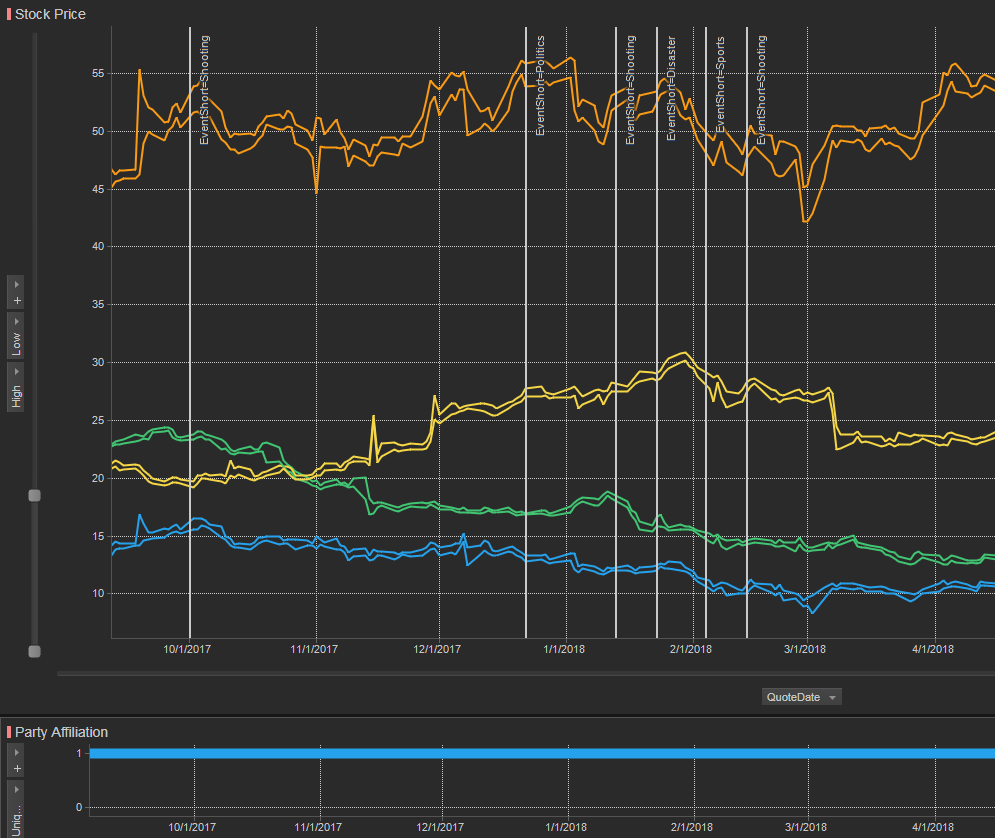 Stock Price
EventShort=Shooting
EventShort=Politics
EventShort=Shooting
EventShort=Disaster
EventShort=Sports
EventShort=Shooting
55
50
45
40
35
30
25
20
15
10
+
Low
High
10/1/2017
11/1/2017
12/1/2017
1/1/2018
2/1/2018
3/1/2018
4/1/2018
QuoteDate
Party Affiliation
1
0
+
Uniq...
10/1/2017
11/1/2017
12/1/2017
1/1/2018
2/1/2018
3/1/2018
4/1/2018